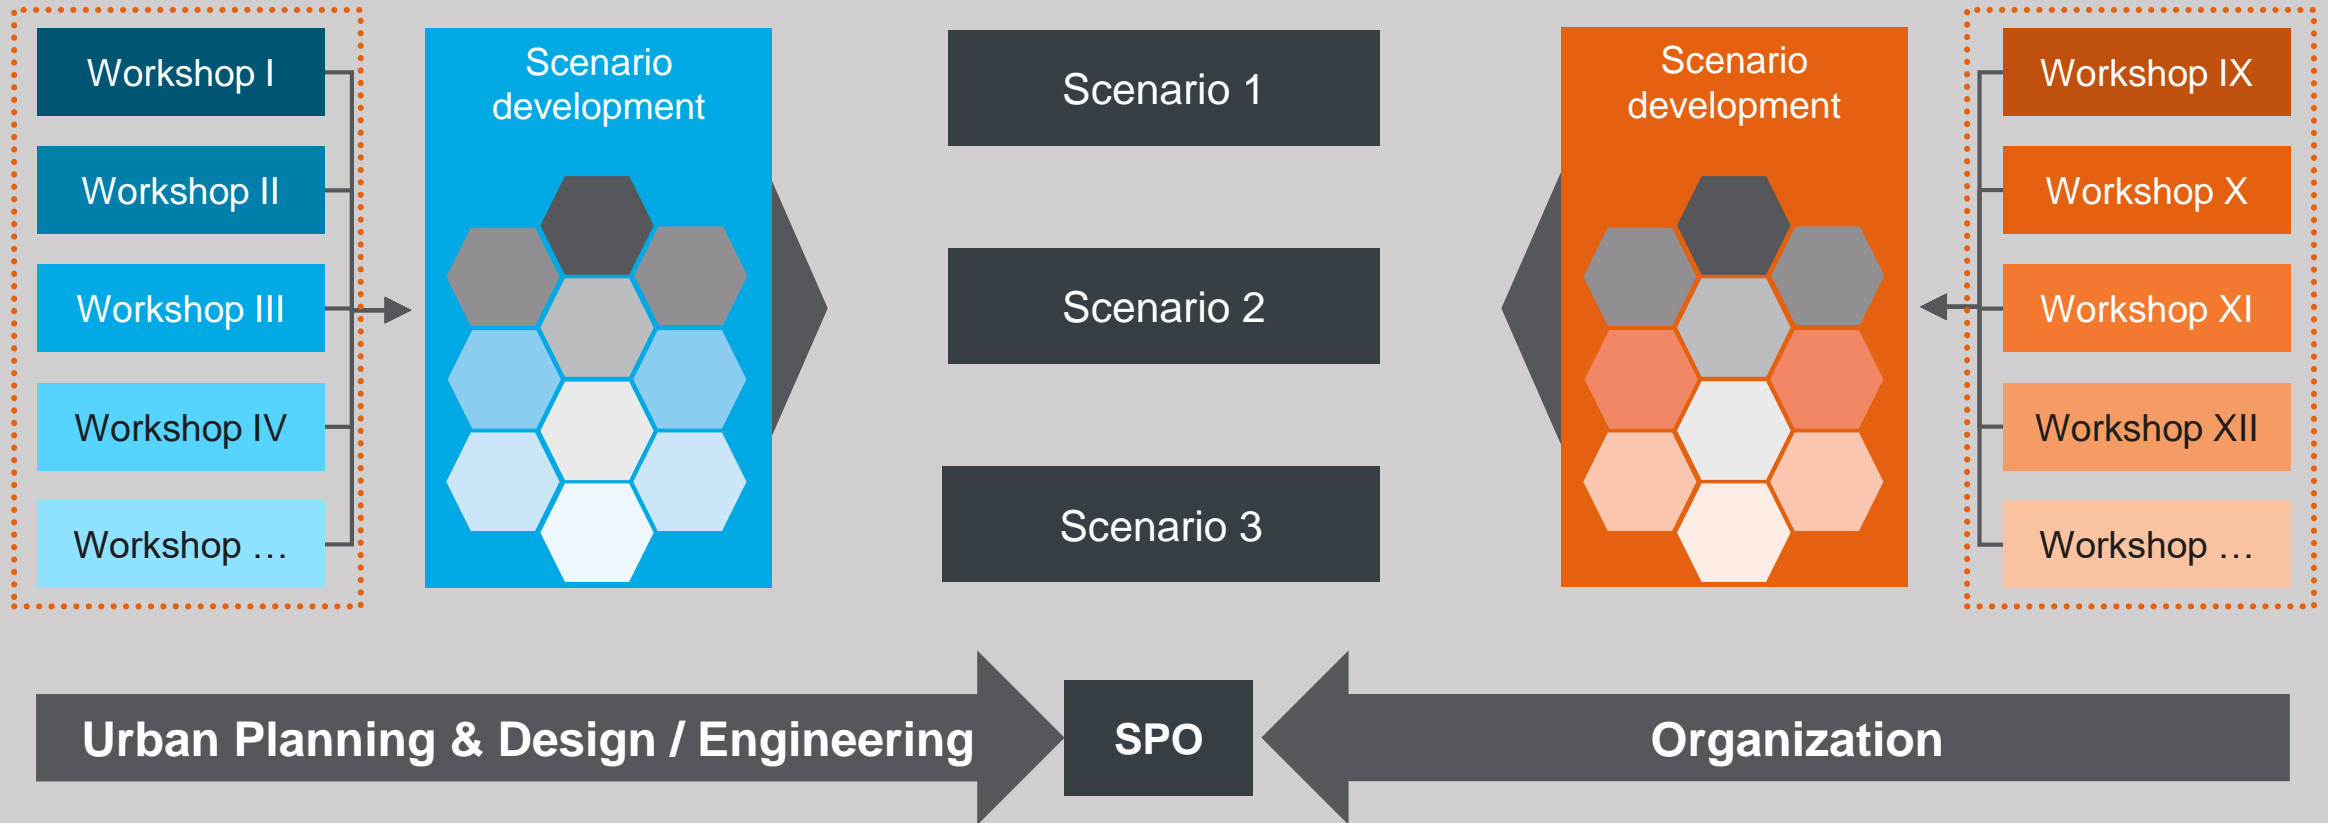 Workshop I
Workshop II
Workshop III
Workshop IV
Workshop …
Scenario
development
Scenario 1
Scenario 2
Scenario 3
Scenario
development
Workshop IX
Workshop X
Workshop XI
Workshop XII
Workshop …
Urban Planning & Design / Engineering
SPO
Organization